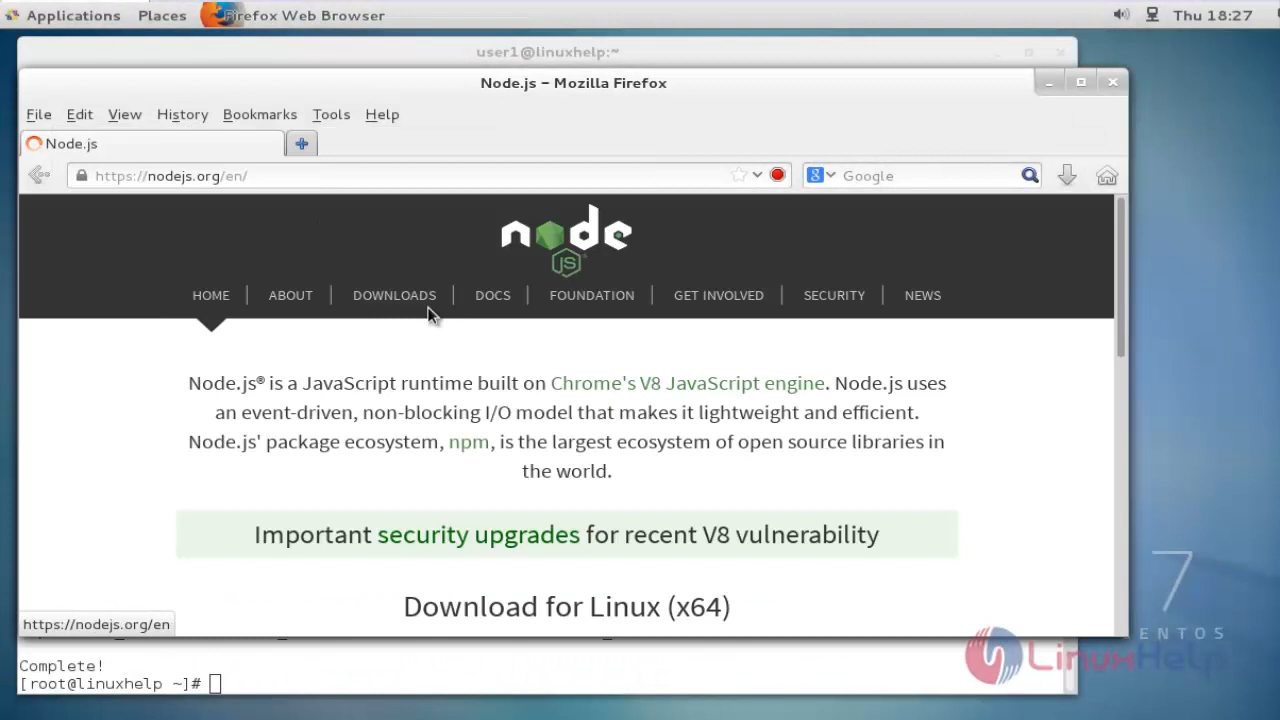 Applications Places Firefox Web Browser Thu 18:27
user1@linuxhelp:~
Node.js - Mozilla Firefox
File Edit View History Bookmarks Tools Help
Node.js
https://nodejs.org/en/ Google
node
JS
HOME ABOUT DOWNLOADS DOCS FOUNDATION GET INVOLVED SECURITY NEWS
Node.js® is a JavaScript runtime built on Chrome's V8 JavaScript engine. Node.js uses
an event-driven, non-blocking I/O model that makes it lightweight and efficient.
Node.js' package ecosystem, npm, is the largest ecosystem of open source libraries in
the world.
Important security upgrades for recent V8 vulnerability
Download for Linux (x64)
https://nodejs.org/en
7
ENTOS
LinuxHelp
Complete!
[root@linuxhelp ~]#